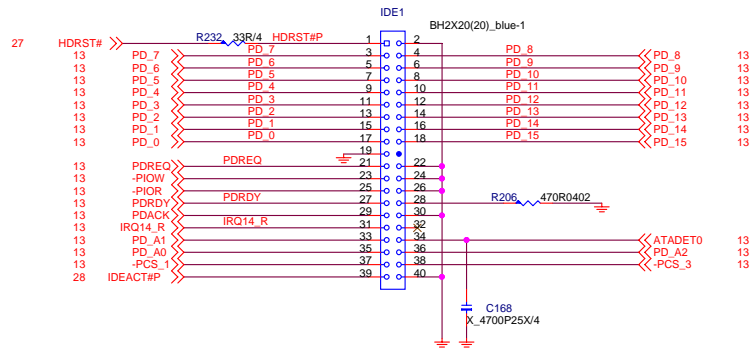 IDE1
BH2X20(20)_blue-1
27 HDRST# R232 33R/4 HDRST#P 1 2
13 PD_7 PD_7 3 4 PD_8 PD_8 13
13 PD_6 PD_6 5 6 PD_9 PD_9 13
13 PD_5 PD_5 7 8 PD_10 PD_10 13
13 PD_4 PD_4 9 10 PD_11 PD_11 13
13 PD_3 PD_3 11 12 PD_12 PD_12 13
13 PD_2 PD_2 13 14 PD_13 PD_13 13
13 PD_1 PD_1 15 16 PD_14 PD_14 13
13 PD_0 PD_0 17 18 PD_15 PD_15 13
19
13 PDREQ PDREQ 21 22
13 -PIOW 23 24
13 -PIOR 25 26
13 PDRDY PDRDY 27 28 R206 470R0402
13 PDACK 29 30
13 IRQ14_R IRQ14_R 31 32
13 PD_A1 33 34 ATADET0 13
13 PD_A0 35 36 PD_A2 13
13 -PCS_1 37 38 -PCS_3 13
28 IDEACT#P 39 40
C168
X_4700P25X/4